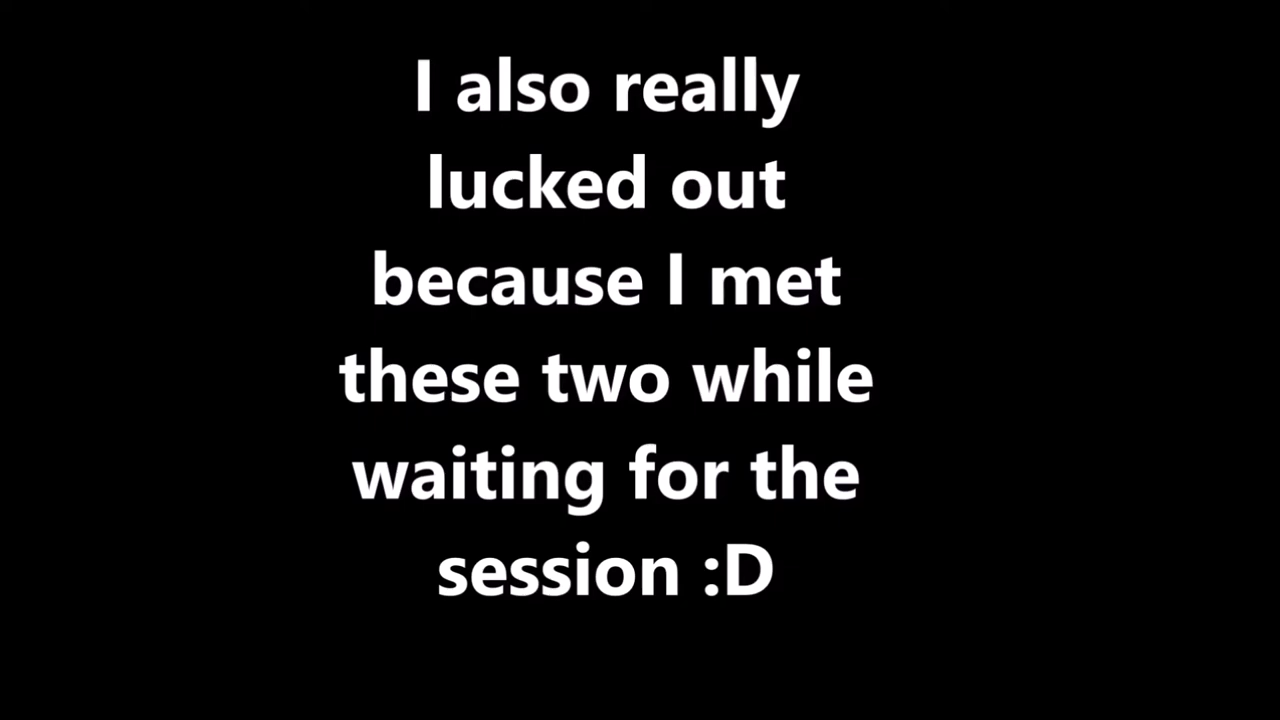 I also really
lucked out
because I met
these two while
waiting for the
session :D